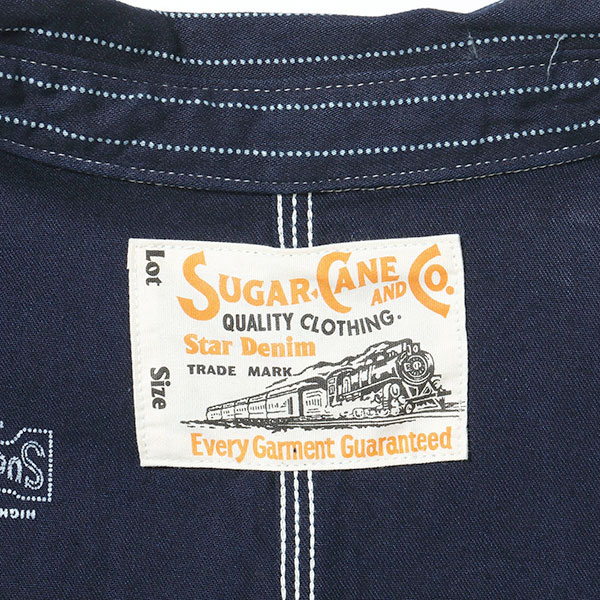 Lot
Size
SUGAR CANE AND CO.
QUALITY CLOTHING.
Star Denim
TRADE MARK
Every Garment Guaranteed